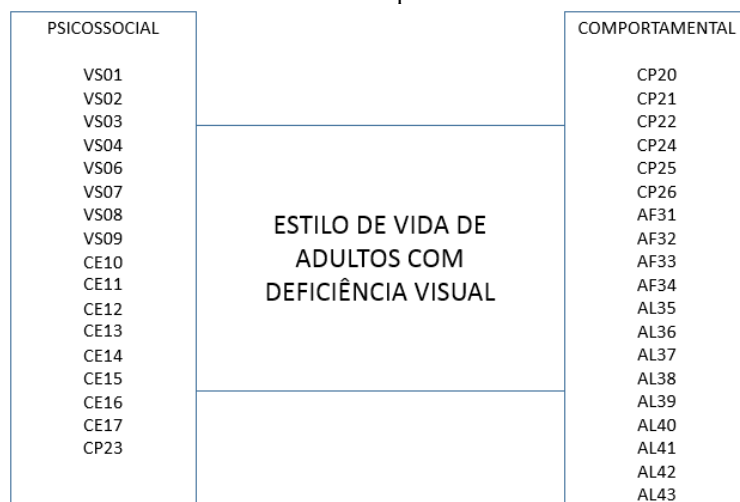 PSICOSSOCIAL
VS01
VS02
VS03
VS04
VS06
VS07
VS08
VS09
CE10
CE11
CE12
CE13
CE14
CE15
CE16
CE17
CP23
ESTILO DE VIDA DE
ADULTOS COM
DEFICIÊNCIA VISUAL
COMPORTAMENTAL
CP20
CP21
CP22
CP24
CP25
CP26
AF31
AF32
AF33
AF34
AL35
AL36
AL37
AL38
AL39
AL40
AL41
AL42
AL43